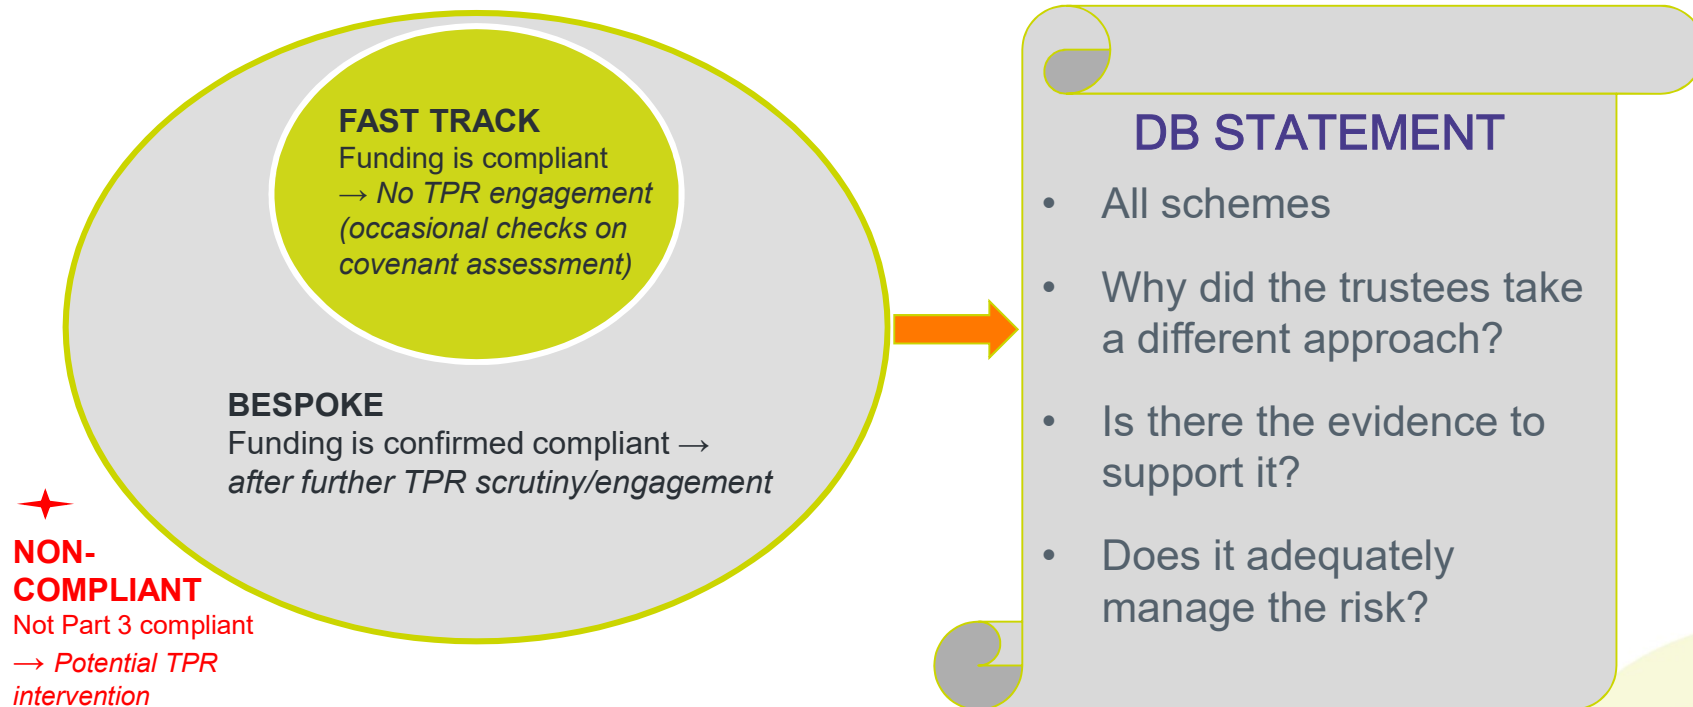 FAST TRACK
Funding is compliant
→ No TPR engagement
(occasional checks on
covenant assessment)
BESPOKE
Funding is confirmed compliant →
after further TPR scrutiny/engagement
NON-
COMPLIANT
Not Part 3 compliant
→ Potential TPR
intervention
DB STATEMENT
• All schemes
• Why did the trustees take
a different approach?
• Is there the evidence to
support it?
• Does it adequately
manage the risk?